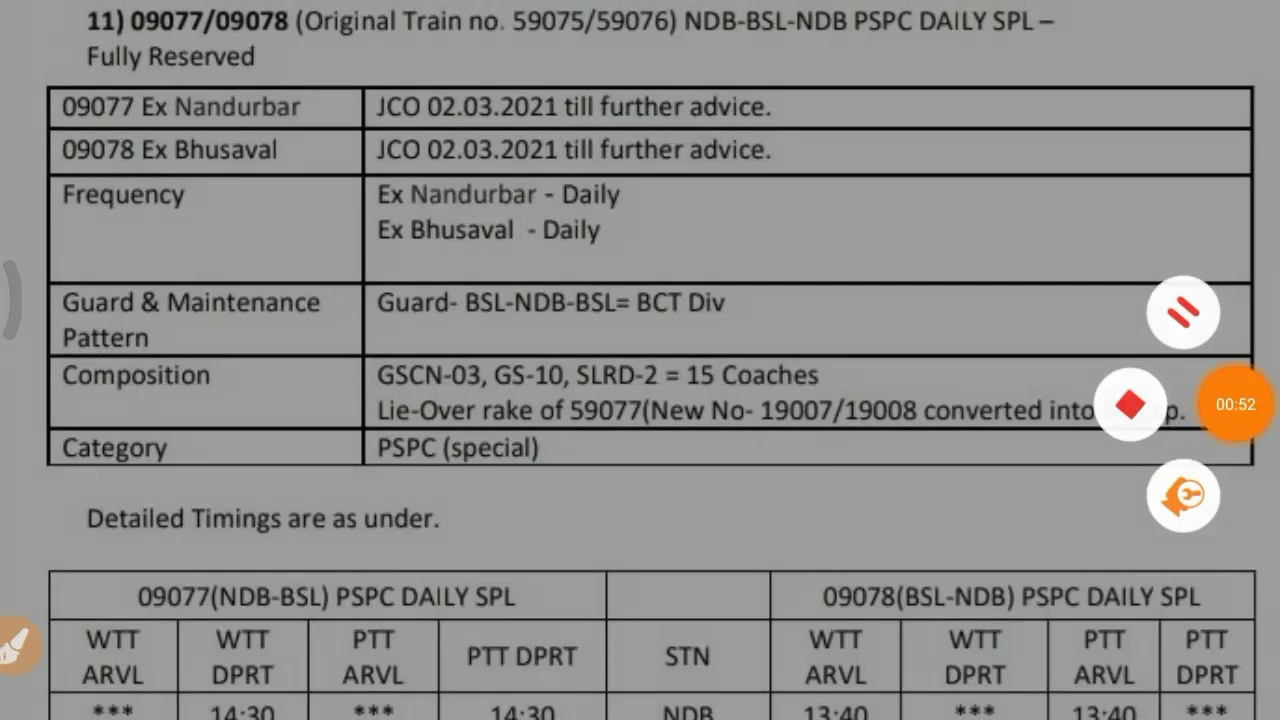 11) 09077/09078 (Original Train no. 59075/59076) NDB-BSL-NDB PSPC DAILY SPL –
Fully Reserved
09077 Ex Nandurbar JCO 02.03.2021 till further advice.
09078 Ex Bhusaval JCO 02.03.2021 till further advice.
Frequency Ex Nandurbar - Daily
Ex Bhusaval - Daily
Guard & Maintenance Pattern Guard- BSL-NDB-BSL= BCT Div
Composition GSCN-03, GS-10, SLRD-2 = 15 Coaches
Lie-Over rake of 59077(New No- 19007/19008 converted into
00:52
Category PSPC (special)
Detailed Timings are as under.
09077(NDB-BSL) PSPC DAILY SPL 09078(BSL-NDB) PSPC DAILY SPL
WTT ARVL WTT DPRT PTT ARVL PTT DPRT STN WTT ARVL WTT DPRT PTT ARVL PTT DPRT
*** 14:30 *** 14:30 NDB 13:40 *** 13:40 ***